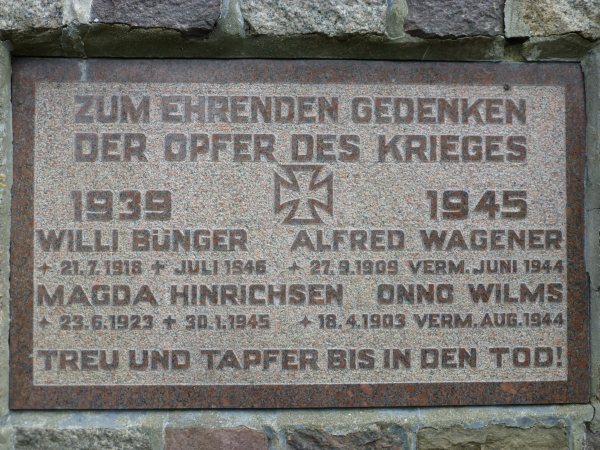 ZUM EHRENDEN GEDENKEN
DER OPFER DES KRIEGES
1939 1945
WILLI BÜNGER ALFRED WAGENER
✦ 21.7.1918 ✝ JULI 1946 ✦ 27.9.1909 VERM. JUNI 1944
MAGDA HINRICHSEN ONNO WILMS
✦ 23.6.1923 ✝ 30.1.1945 ✦ 18.4.1903 VERM. AUG. 1944
TREU UND TAPFER BIS IN DEN TOD!